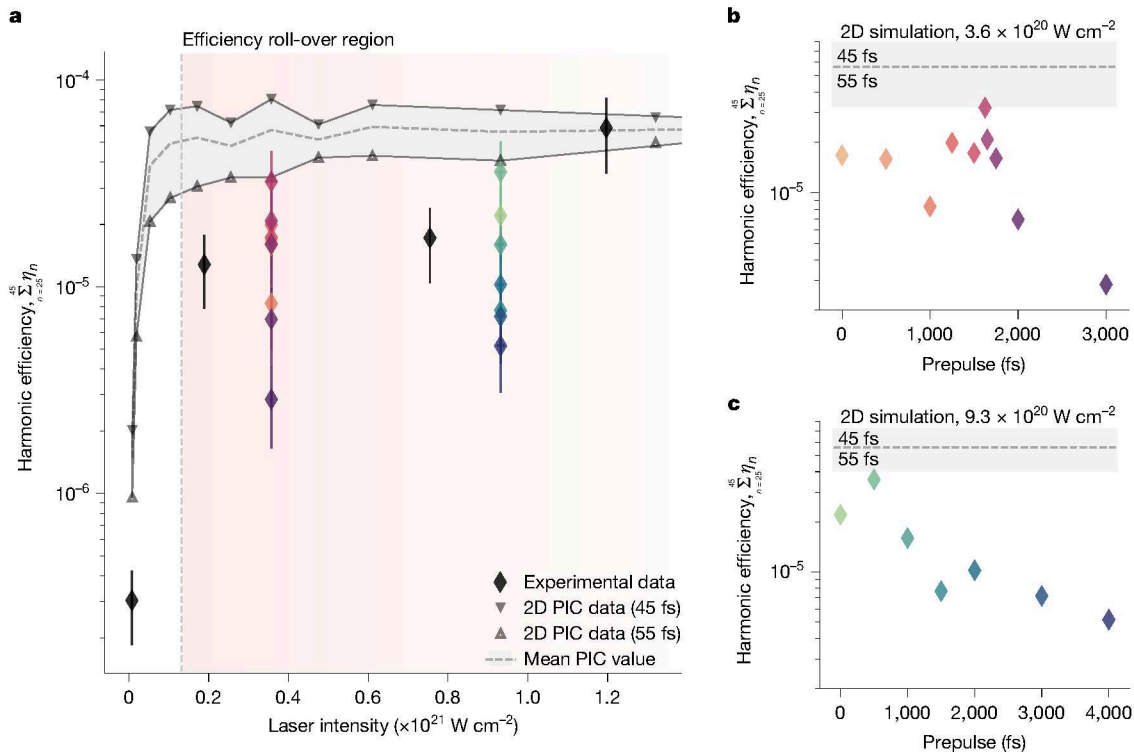 a
Efficiency roll-over region
10⁻⁴
10⁻⁵
10⁻⁶
Harmonic efficiency, 45 Σ n = 25 ηn
Experimental data
2D PIC data (45 fs)
2D PIC data (55 fs)
Mean PIC value
0 0.2 0.4 0.6 0.8 1.0 1.2
Laser intensity (×10²¹ W cm⁻²)
b
2D simulation, 3.6 × 10²⁰ W cm⁻²
45 fs
55 fs
10⁻⁵
Harmonic efficiency, 45 Σ n = 25 ηn
0 1,000 2,000 3,000
Prepulse (fs)
c
2D simulation, 9.3 × 10²⁰ W cm⁻²
45 fs
55 fs
10⁻⁵
Harmonic efficiency, 45 Σ n = 25 ηn
0 1,000 2,000 3,000 4,000
Prepulse (fs)